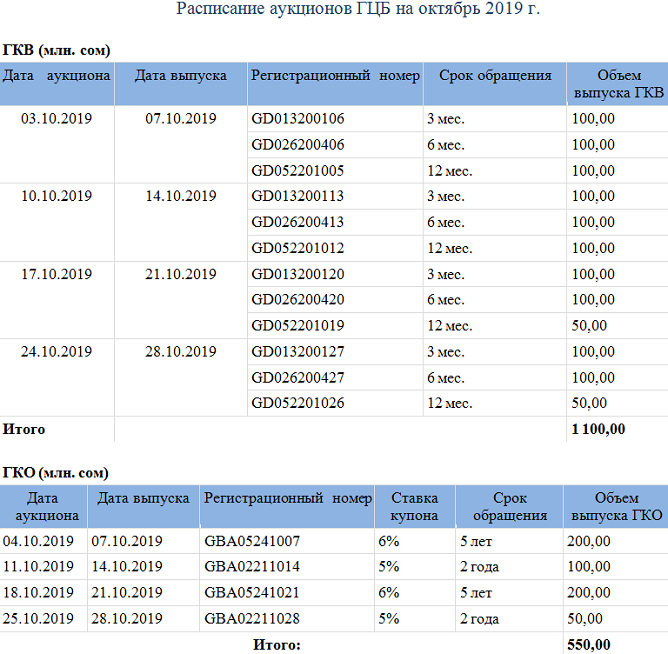 Расписание аукционов ГЦБ на октябрь 2019 г.
ГКВ (млн. сом)
Дата аукциона Дата выпуска Регистрационный номер Срок обращения Объем выпуска ГКВ
03.10.2019 07.10.2019 GD013200106 3 мес. 100,00
GD026200406 6 мес. 100,00
GD052201005 12 мес. 100,00
10.10.2019 14.10.2019 GD013200113 3 мес. 100,00
GD026200413 6 мес. 100,00
GD052201012 12 мес. 100,00
17.10.2019 21.10.2019 GD013200120 3 мес. 100,00
GD026200420 6 мес. 100,00
GD052201019 12 мес. 50,00
24.10.2019 28.10.2019 GD013200127 3 мес. 100,00
GD026200427 6 мес. 100,00
GD052201026 12 мес. 50,00
Итого 1 100,00
ГКО (млн. сом)
Дата аукциона Дата выпуска Регистрационный номер Ставка купона Срок обращения Объем выпуска ГКО
04.10.2019 07.10.2019 GBA05241007 6% 5 лет 200,00
11.10.2019 14.10.2019 GBA02211014 5% 2 года 100,00
18.10.2019 21.10.2019 GBA05241021 6% 5 лет 200,00
25.10.2019 28.10.2019 GBA02211028 5% 2 года 50,00
Итого: 550,00